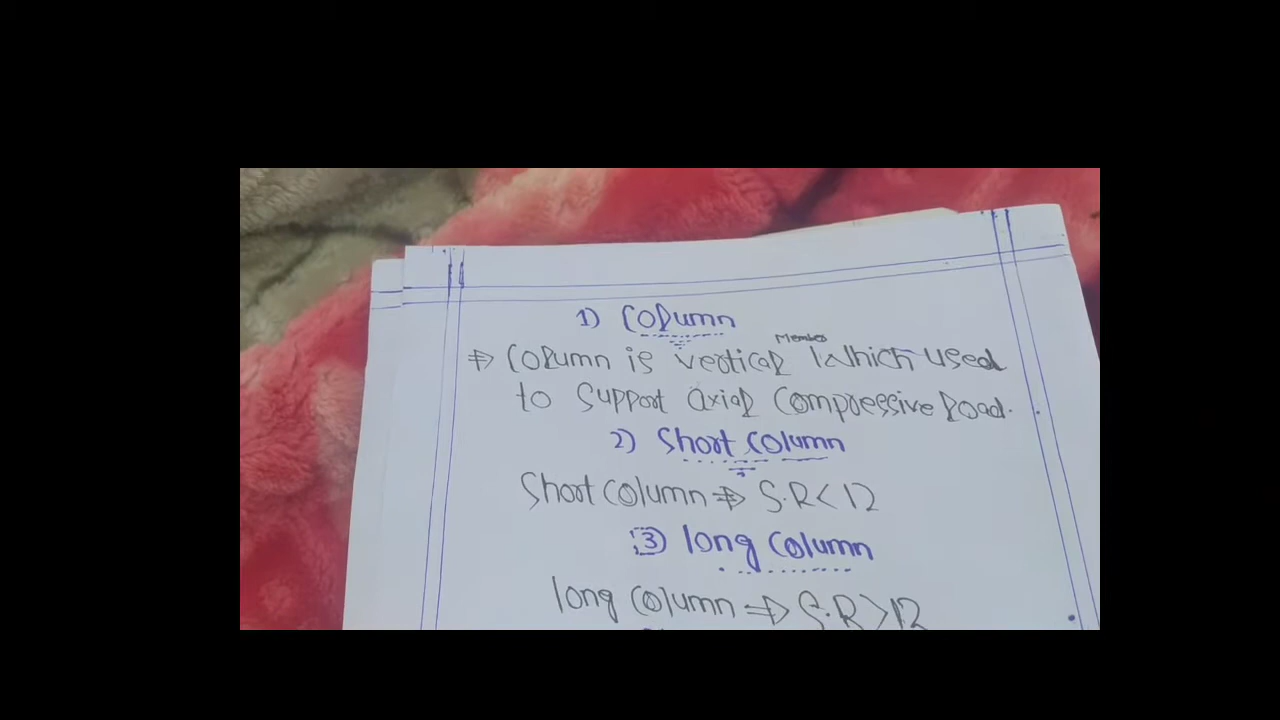 1) Column
⇒ Column is vertical Member which used
to support axial compressive load.
2) Short Column
Short Column ⇒ S.R < 12
3) long Column
long Column ⇒ S.R > 12